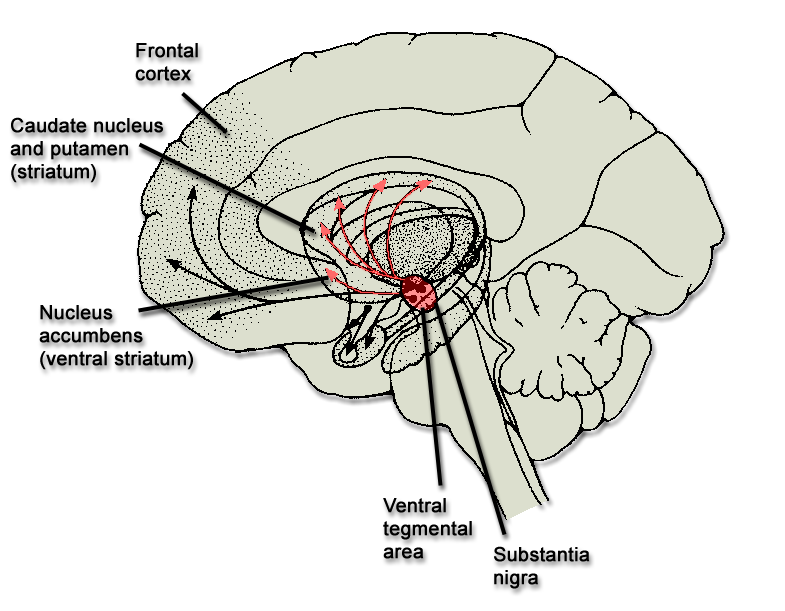 Frontal
cortex
Caudate nucleus
and putamen
(striatum)
Nucleus
accumbens
(ventral striatum)
Ventral
tegmental
area
Substantia
nigra